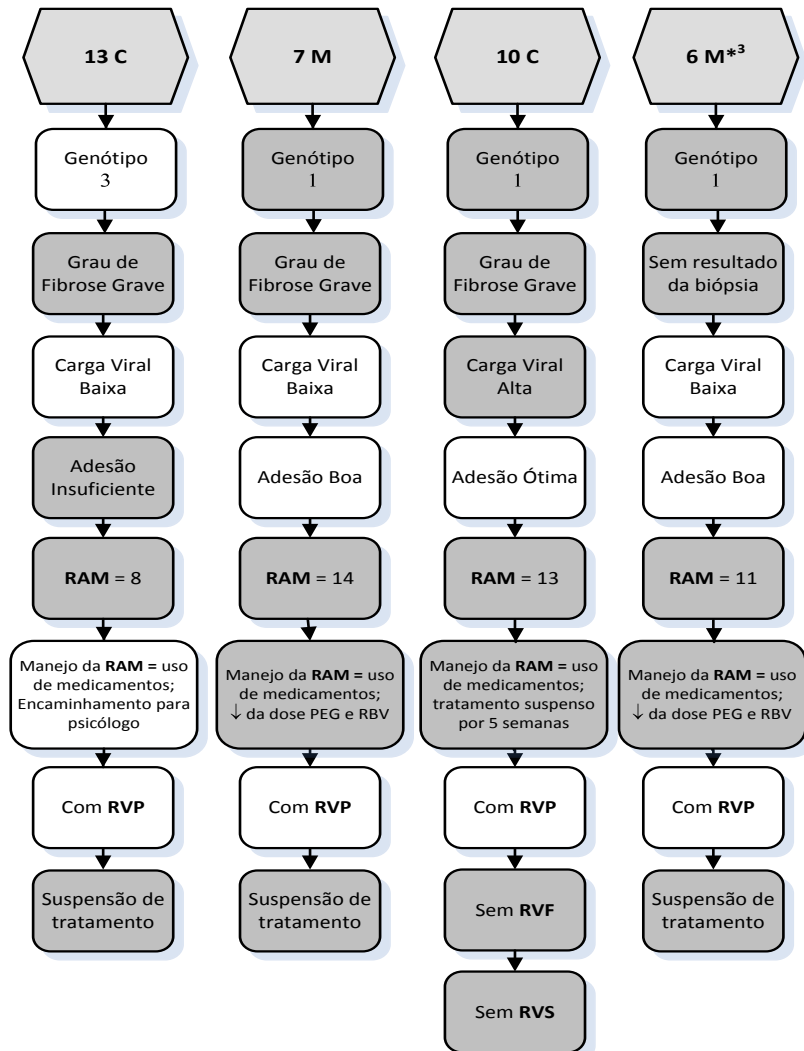 13 C
Genótipo
3
Grau de
Fibrose Grave
Carga Viral
Baixa
Adesão
Insuficiente
RAM = 8
Manejo da RAM = uso
de medicamentos;
Encaminhamento para
psicólogo
Com RVP
Suspensão de
tratamento
7 M
Genótipo
1
Grau de
Fibrose Grave
Carga Viral
Baixa
Adesão Boa
RAM = 14
Manejo da RAM = uso
de medicamentos;
↓ da dose PEG e RBV
Com RVP
Suspensão de
tratamento
10 C
Genótipo
1
Grau de
Fibrose Grave
Carga Viral
Alta
Adesão Ótima
RAM = 13
Manejo da RAM = uso
de medicamentos;
tratamento suspenso
por 5 semanas
Com RVP
Sem RVF
Sem RVS
6 M*³
Genótipo
1
Sem resultado
da biópsia
Carga Viral
Baixa
Adesão Boa
RAM = 11
Manejo da RAM = uso
de medicamentos;
↓ da dose PEG e RBV
Com RVP
Suspensão de
tratamento